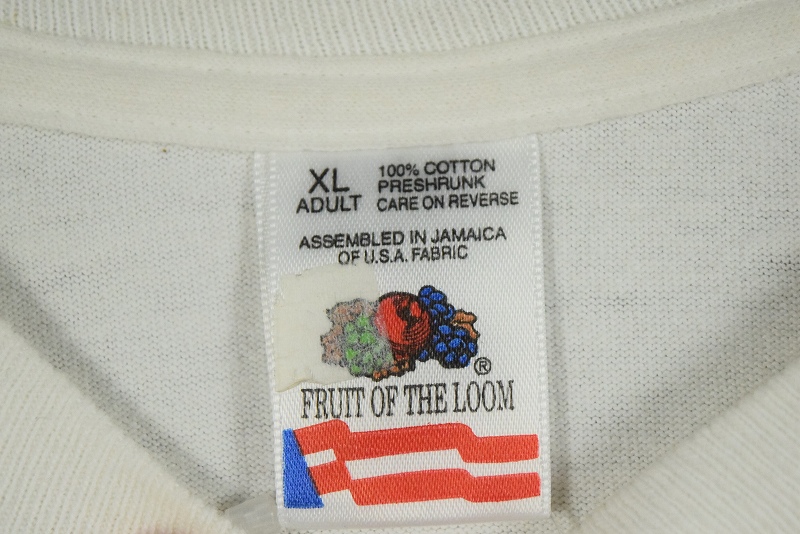 XL
ADULT
100% COTTON
PRESHRUNK
CARE ON REVERSE
ASSEMBLED IN JAMAICA
OF U.S.A. FABRIC
®
FRUIT OF THE LOOM